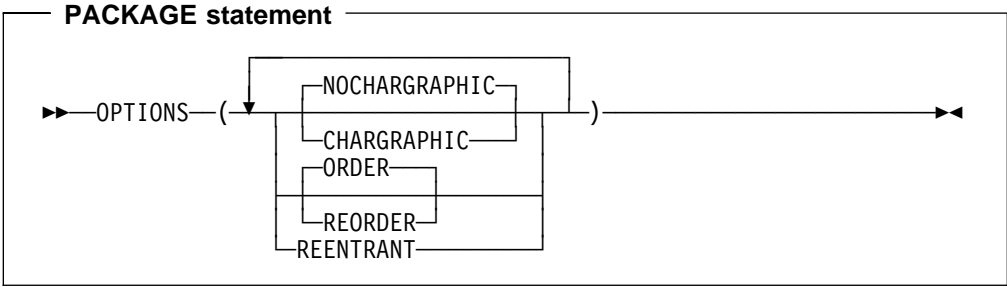 PACKAGE statement
NOCHARGRAPHIC
OPTIONS ( )
CHARGRAPHIC
ORDER
REORDER
REENTRANT